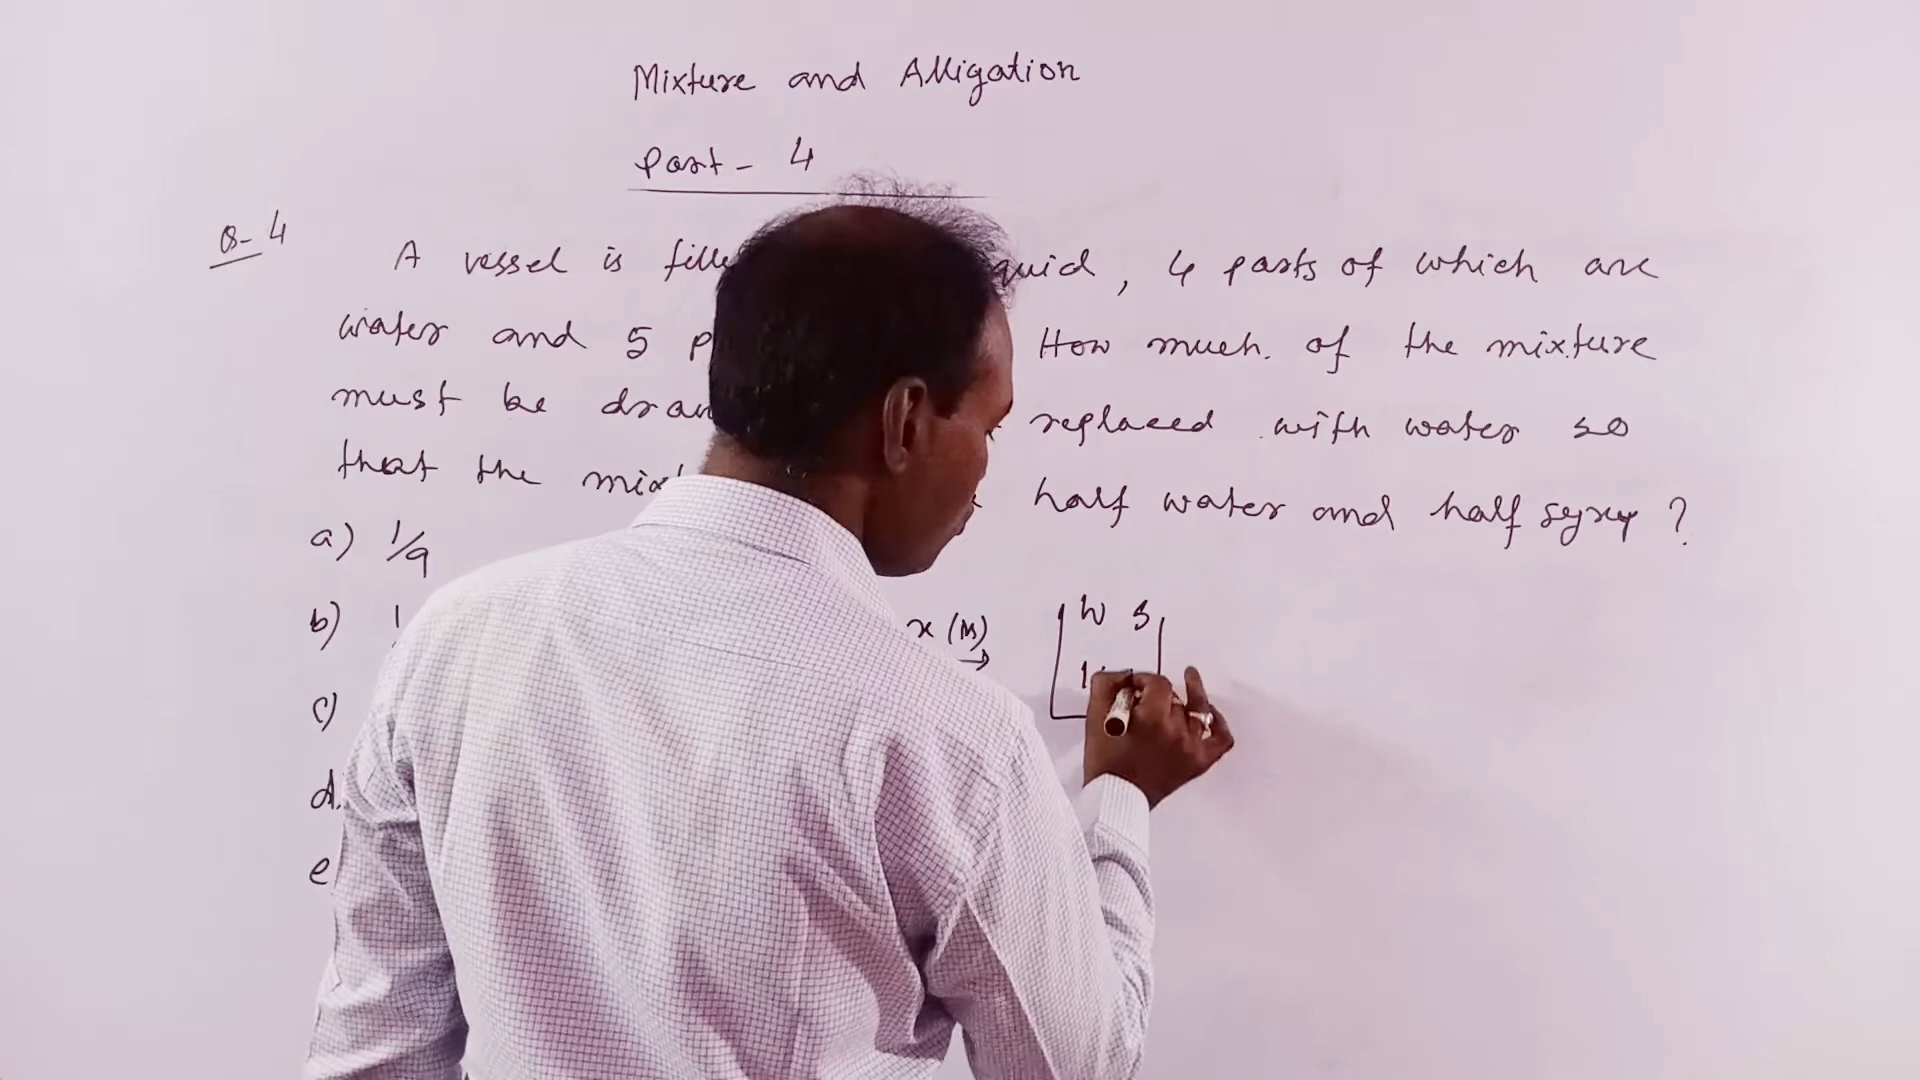 Mixture and Alligation
Part - 4
Q-4
A vessel is fille quid, 4 parts of which are
water and 5 p How much of the mixture
must be draw replaced with water so
that the mix half water and half syrup ?
a) 1/9
b) 1
c)
d.
e
x (M)
W S
1